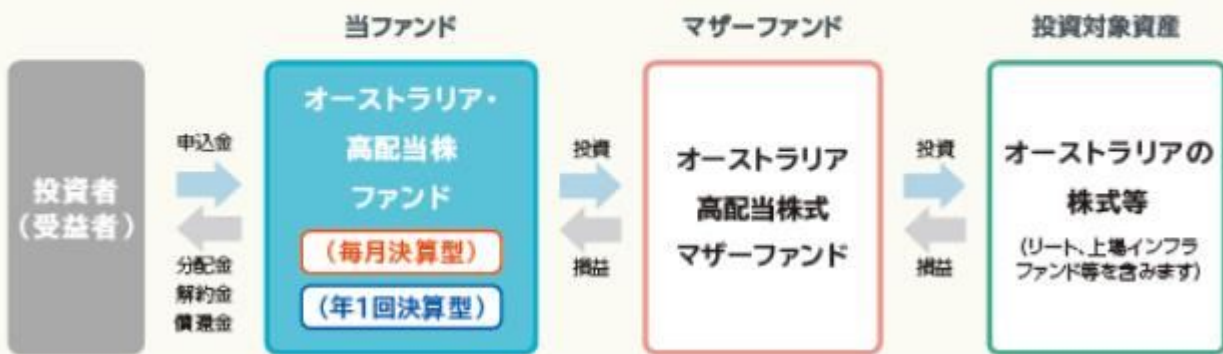 当ファンド
マザーファンド
投資対象資産
投資者
（受益者）
申込金
分配金
解約金
償還金
オーストラリア・
高配当株
ファンド
（毎月決算型）
（年1回決算型）
投資
損益
オーストラリア
高配当株式
マザーファンド
投資
損益
オーストラリアの
株式等
（リート、上場インフラ
ファンド等を含みます）